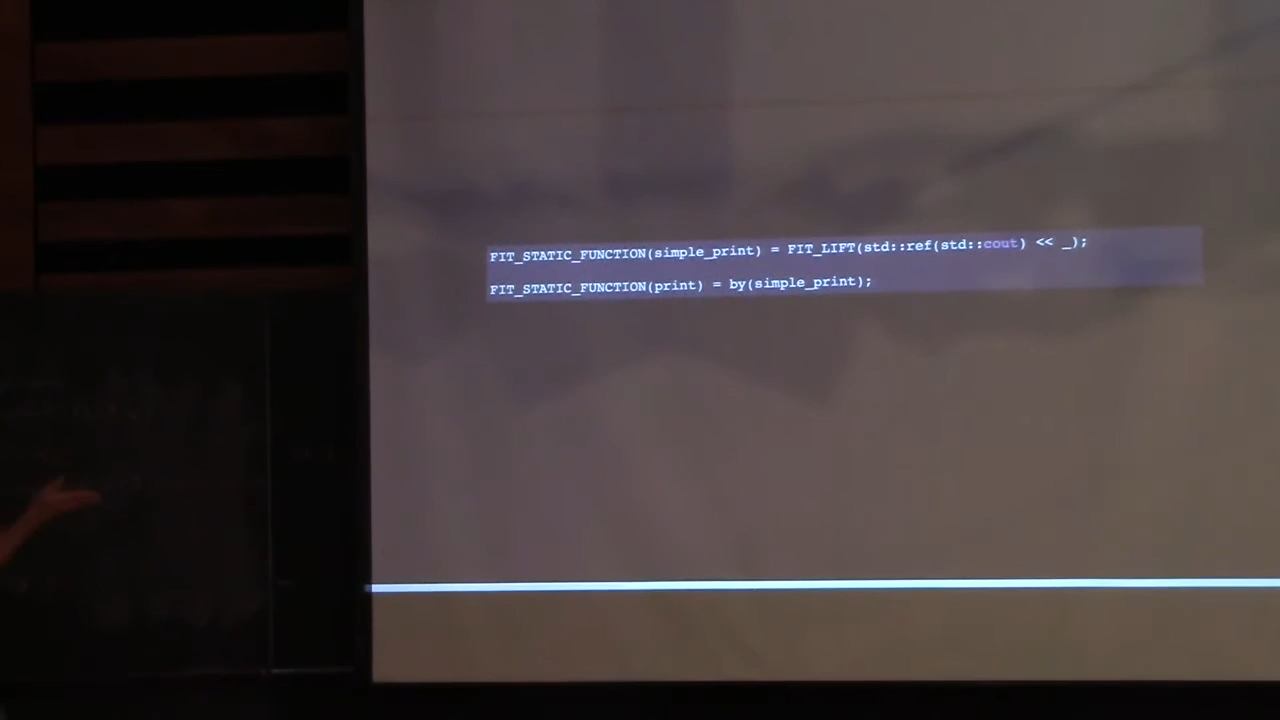 FIT_STATIC_FUNCTION(simple_print) = FIT_LIFT(std::ref(std::cout) << _);
FIT_STATIC_FUNCTION(print) = by(simple_print);